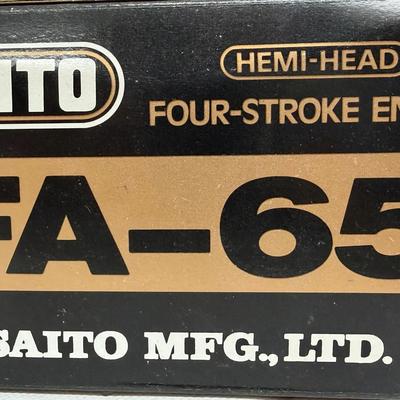 ITO
HEMI-HEAD
FOUR-STROKE EN
FA-65
SAITO MFG.,LTD.